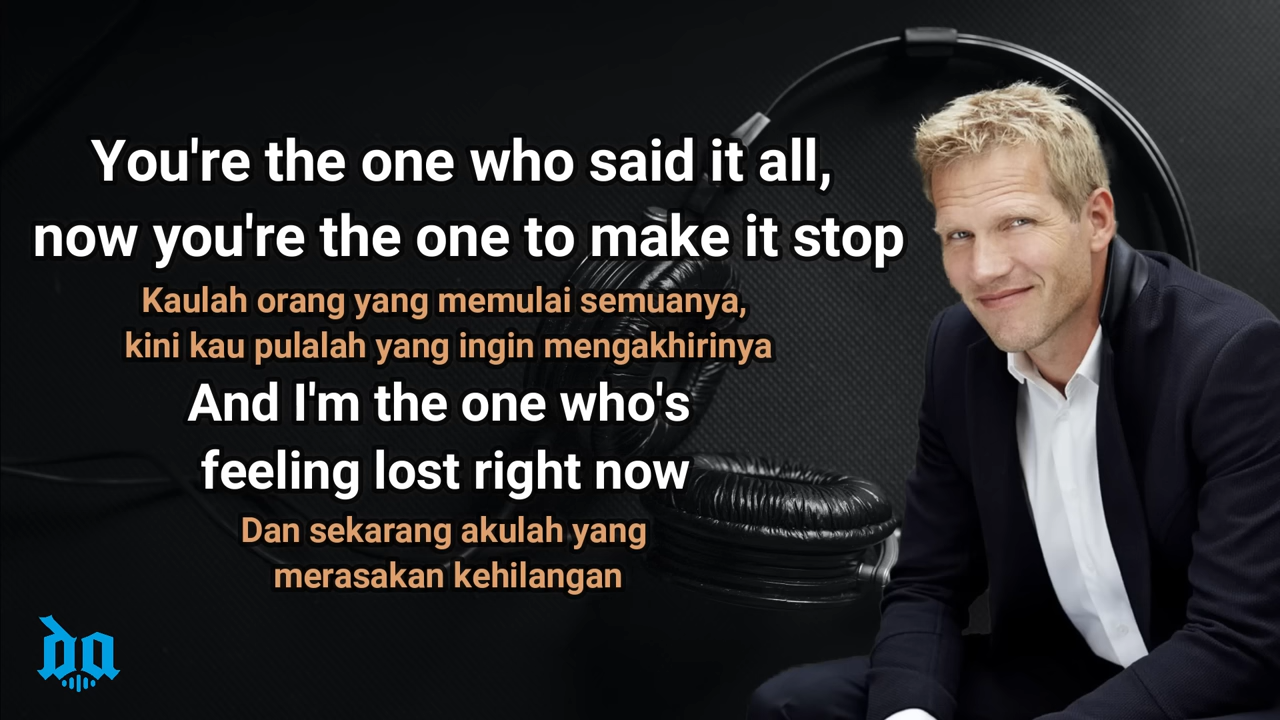 You're the one who said it all,
now you're the one to make it stop
Kaulah orang yang memulai semuanya,
kini kau pulalah yang ingin mengakhirinya
And I'm the one who's
feeling lost right now
Dan sekarang akulah yang
merasakan kehilangan
da